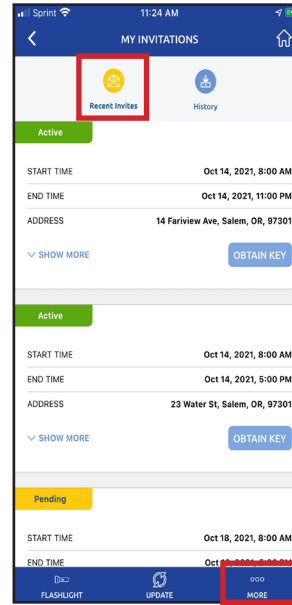 Sprint 11:24 AM
MY INVITATIONS
Recent Invites History
Active
START TIME Oct 14, 2021, 8:00 AM
END TIME Oct 14, 2021, 11:00 PM
ADDRESS 14 Fariview Ave, Salem, OR, 97301
SHOW MORE OBTAIN KEY
Active
START TIME Oct 14, 2021, 8:00 AM
END TIME Oct 14, 2021, 5:00 PM
ADDRESS 23 Water St, Salem, OR, 97301
SHOW MORE OBTAIN KEY
Pending
START TIME Oct 18, 2021, 8:00 AM
END TIME Oct
FLASHLIGHT UPDATE MORE